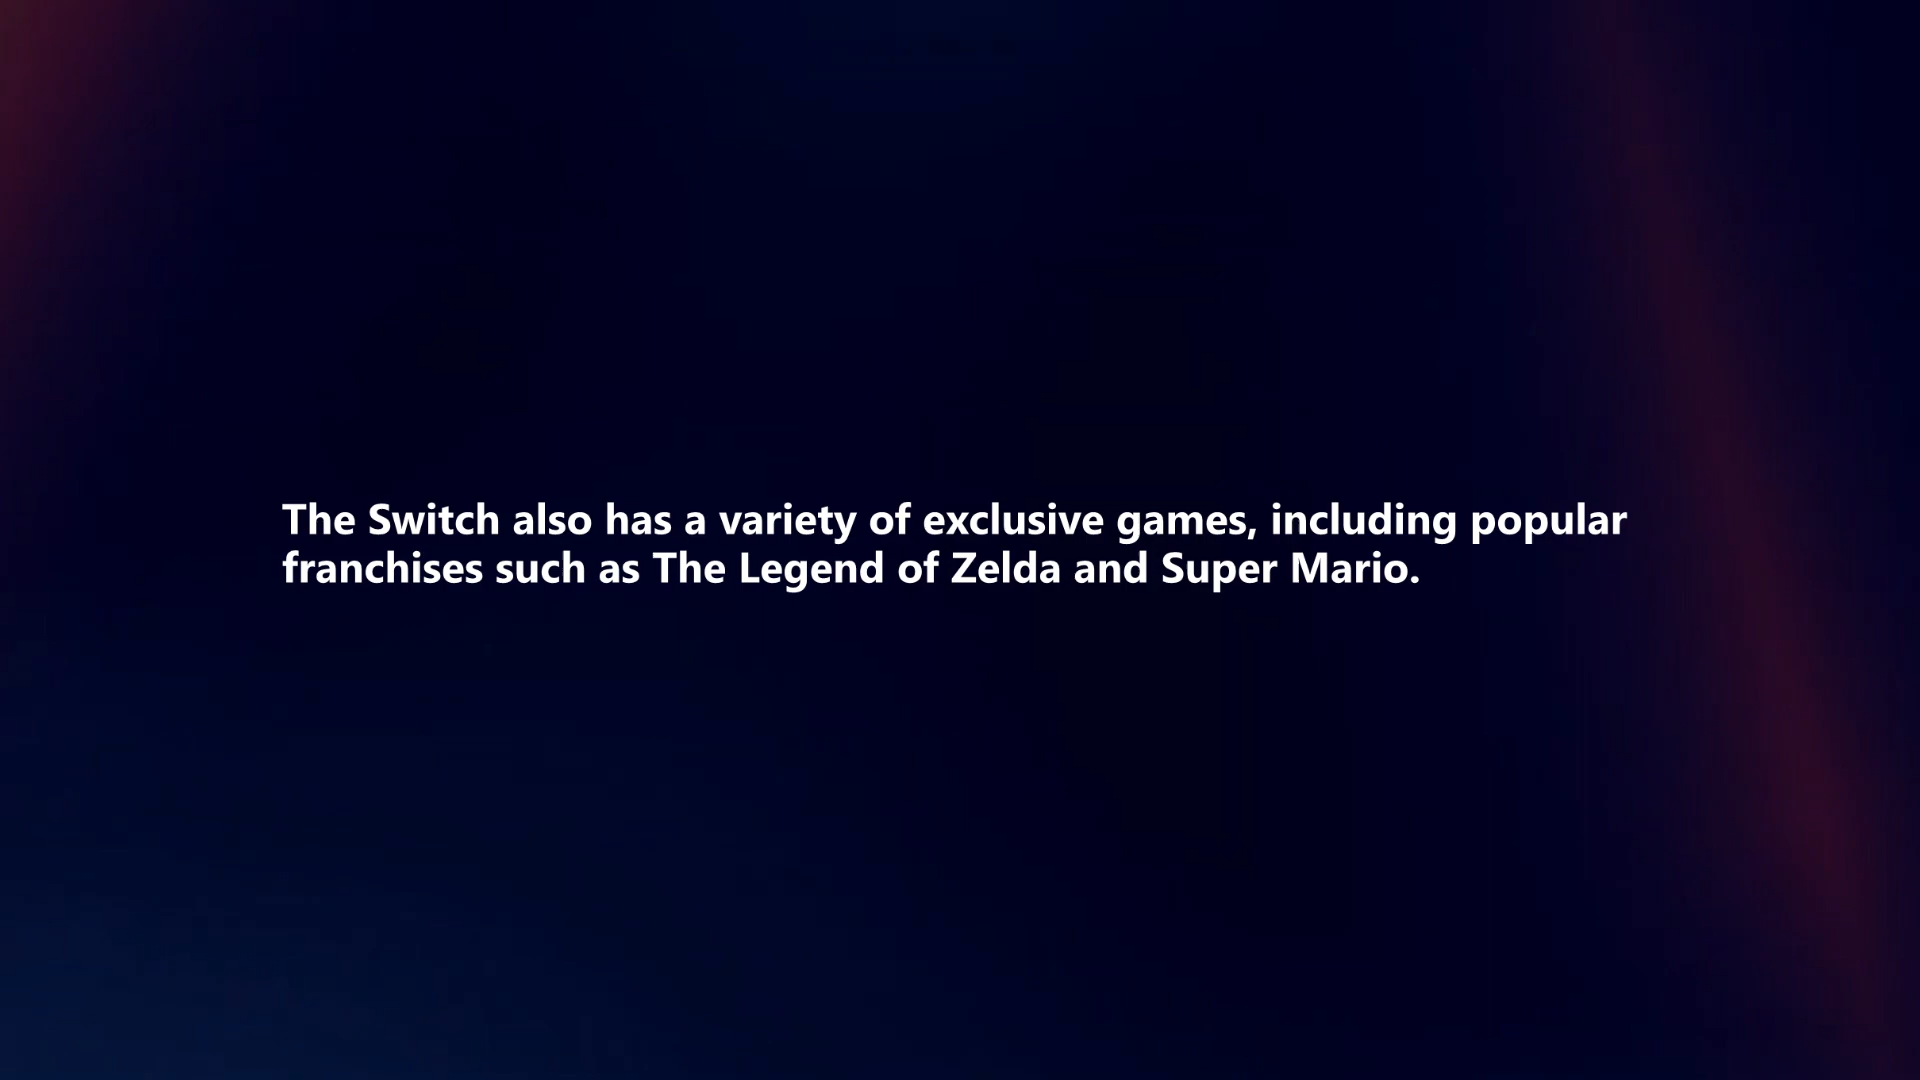 The Switch also has a variety of exclusive games, including popular
franchises such as The Legend of Zelda and Super Mario.